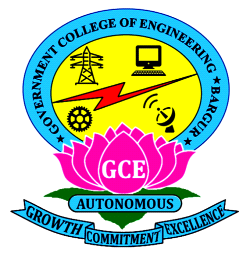 ★ GOVERNMENT COLLEGE OF ENGINEERING ★ BARGUR ★
GCE
AUTONOMOUS
GROWTH COMMITMENT EXCELLENCE